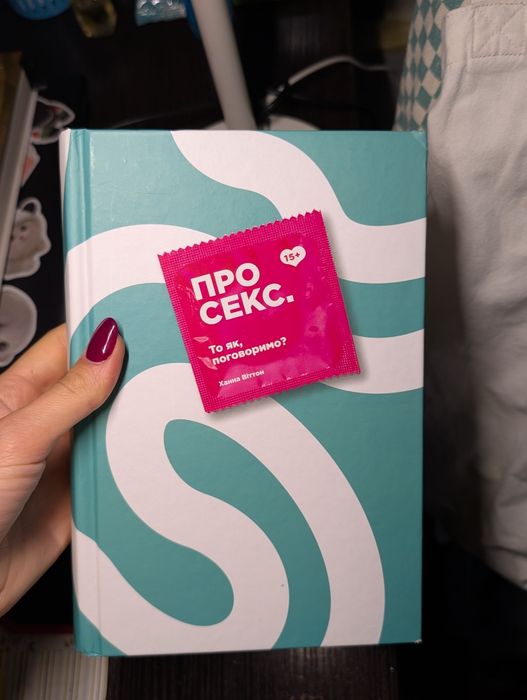 15+
ПРО
СЕКС.
То як,
поговоримо?
Ханна Віттон